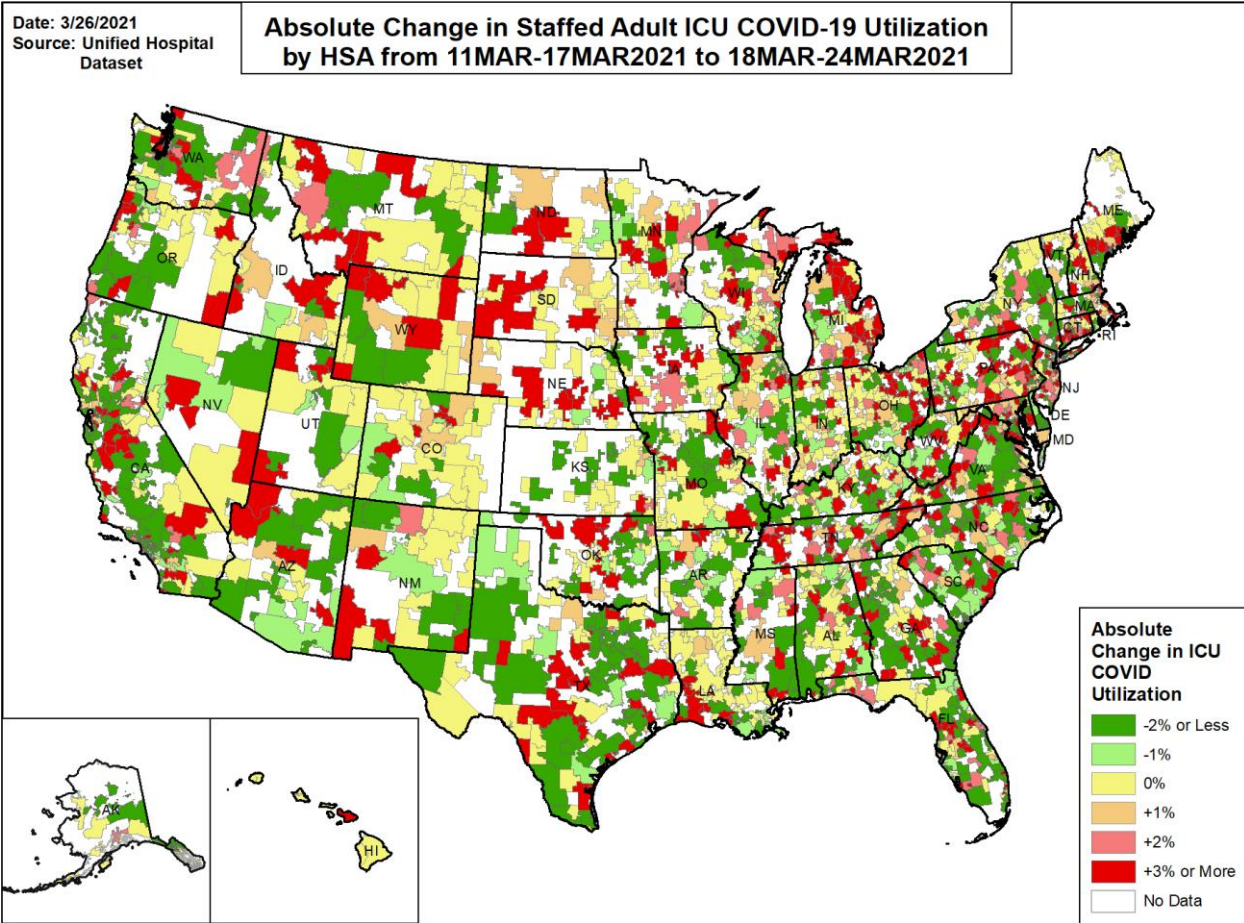 Date: 3/26/2021
Source: Unified Hospital
Dataset
Absolute Change in Staffed Adult ICU COVID-19 Utilization
by HSA from 11MAR-17MAR2021 to 18MAR-24MAR2021
WA
MT
ND
MN
ME
OR
ID
SD
WI
MI
VT
NH
NY
MA
CT
RI
WY
NE
IA
PA
NJ
NV
UT
CO
KS
IL
IN
OH
DE
MD
WV
VA
CA
MO
KY
AZ
NM
OK
AR
TN
NC
SC
TX
LA
MS
AL
GA
FL
AK
HI
Absolute
Change in ICU
COVID
Utilization
-2% or Less
-1%
0%
+1%
+2%
+3% or More
No Data